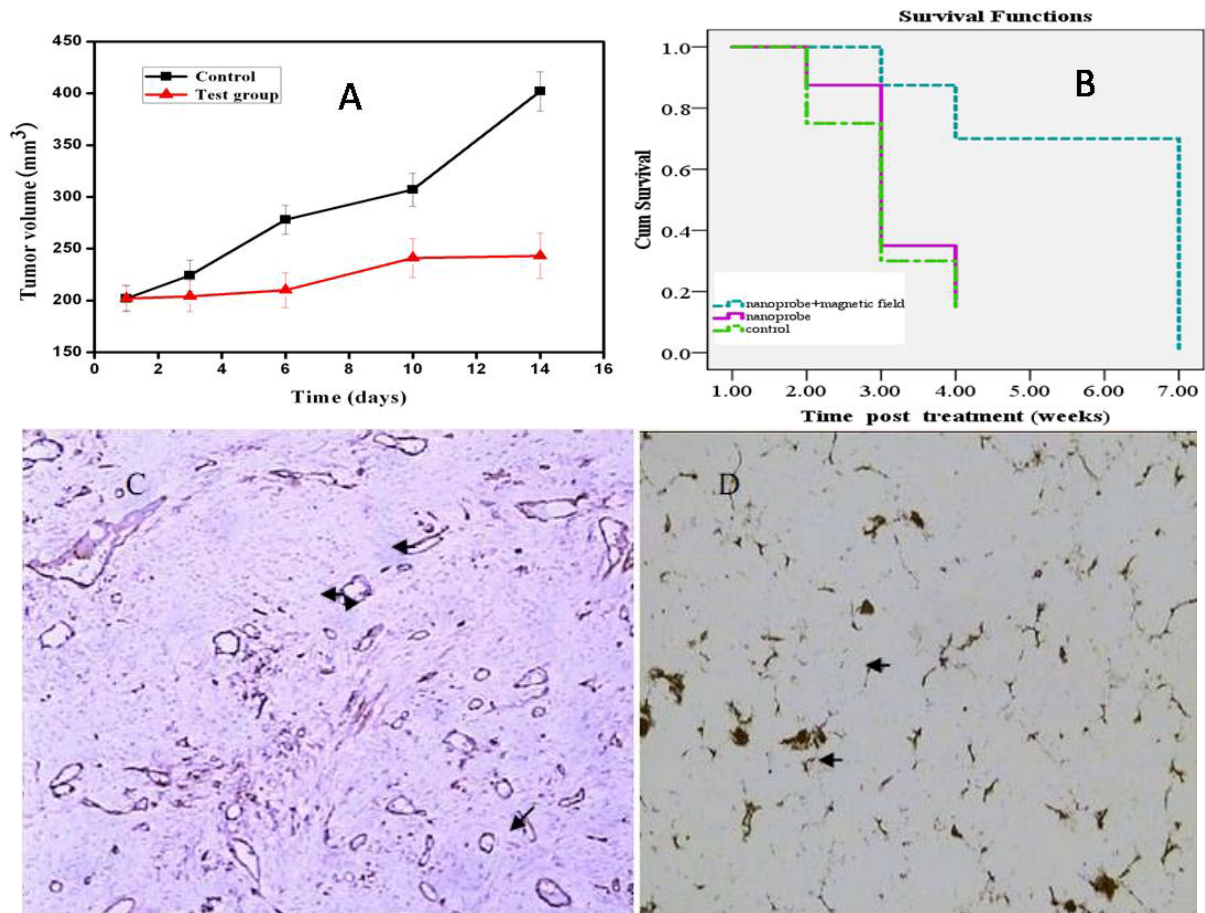 450
400
350
300
250
200
150
Tumor volume (mm³)
Control
Test group
A
0 2 4 6 8 10 12 14 16
Time (days)
Survival Functions
B
1.0
0.8
0.6
0.4
0.2
0.0
Cum Survival
nanoprobe+magnetic field
nanoprobe
control
1.00 2.00 3.00 4.00 5.00 6.00 7.00
Time post treatment (weeks)
C
D